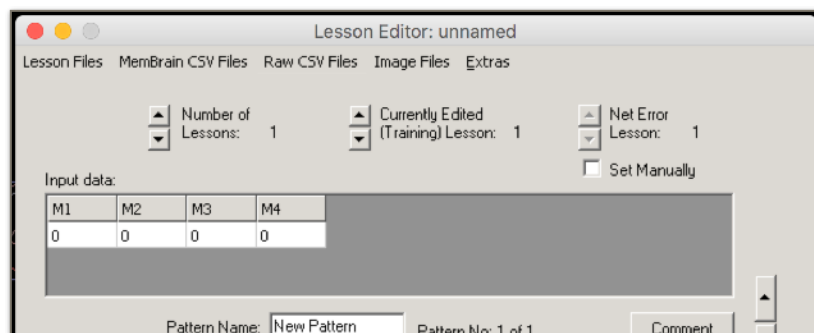 Lesson Editor: unnamed
Lesson Files MemBrain CSV Files Raw CSV Files Image Files Extras
Number of Lessons: 1 Currently Edited (Training) Lesson: 1 Net Error Lesson: 1
Set Manually
Input data:
M1 M2 M3 M4
0 0 0 0
Pattern Name: New Pattern Pattern No: 1 of 1 Comment